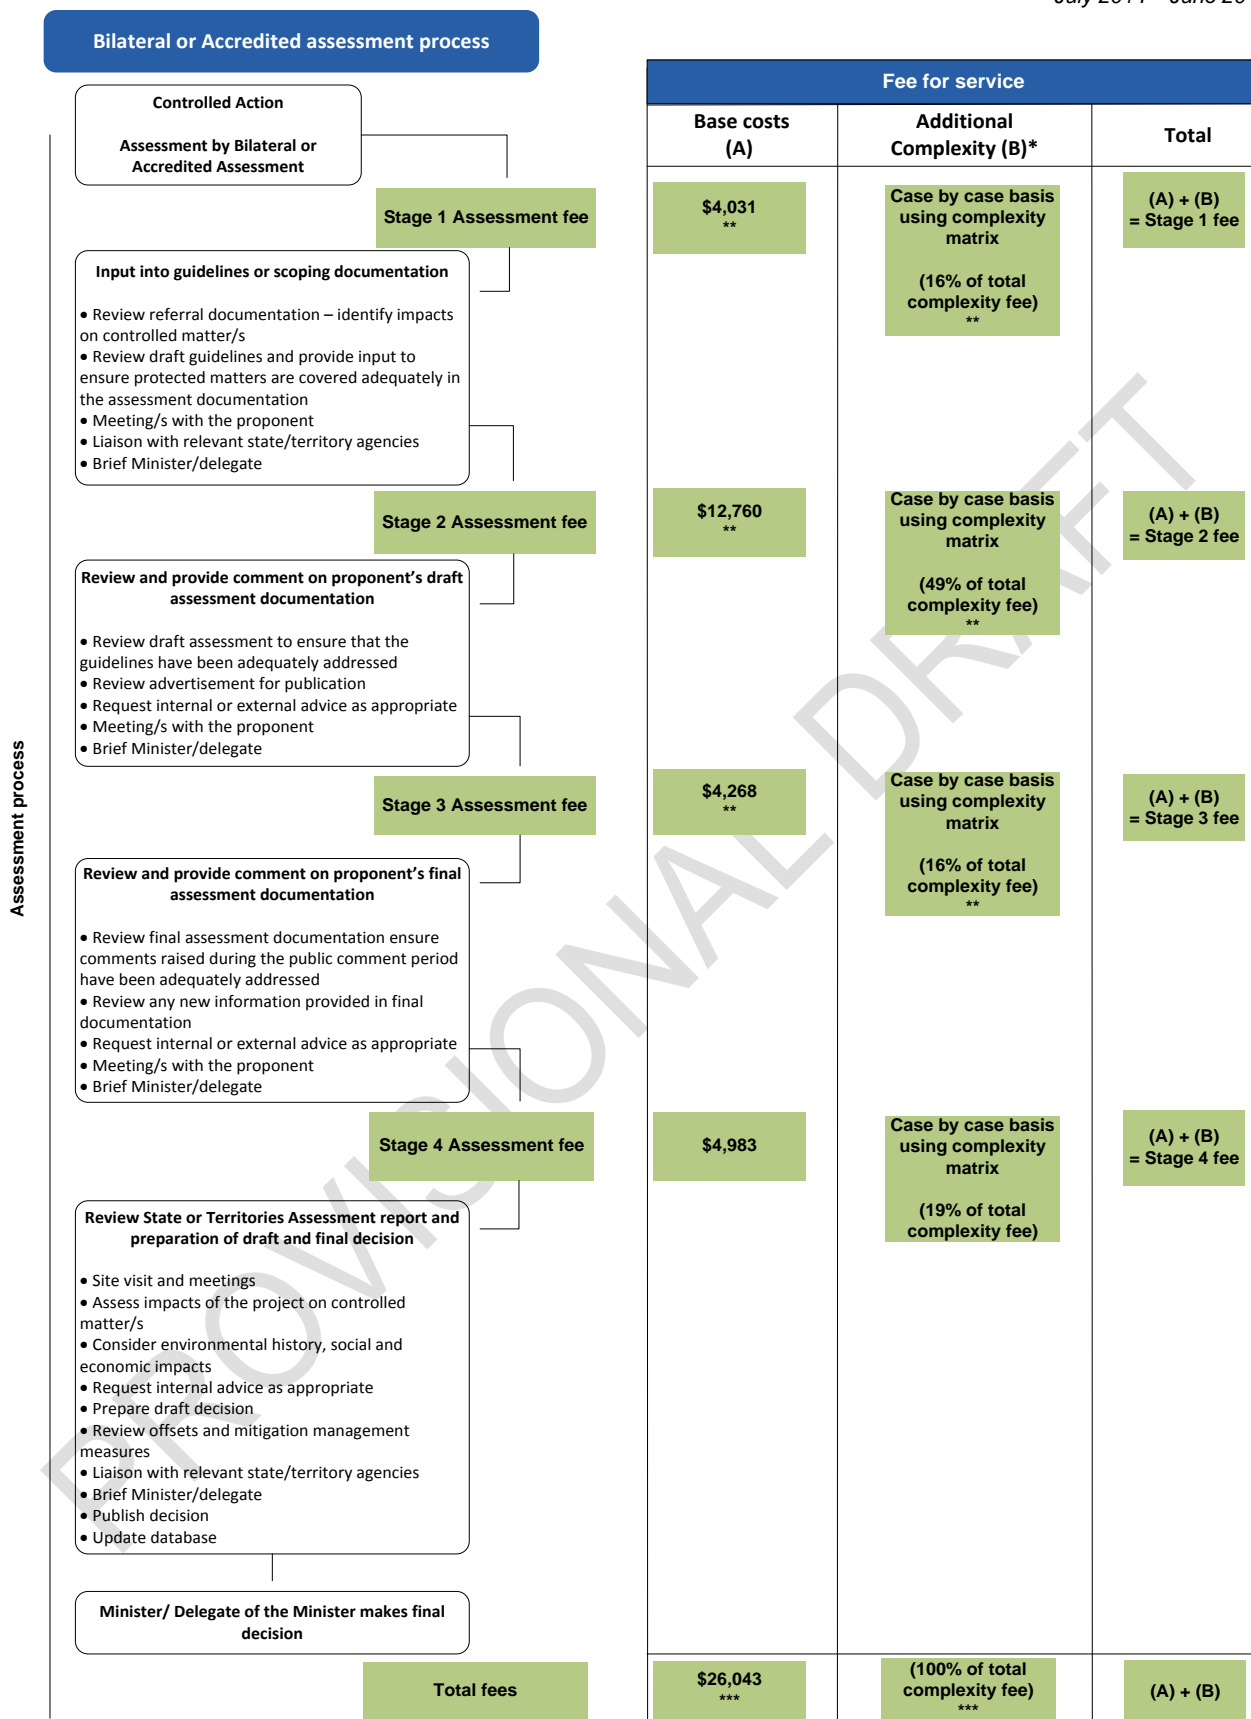 July 2014 – June 20
Bilateral or Accredited assessment process
Fee for service
Base costs
(A)
Additional
Complexity (B)*
Total
Controlled Action
Assessment by Bilateral or
Accredited Assessment
Stage 1 Assessment fee
$4,031
**
Case by case basis
using complexity
matrix
(16% of total
complexity fee)
**
(A) + (B)
= Stage 1 fee
Input into guidelines or scoping documentation
• Review referral documentation – identify impacts
on controlled matter/s
• Review draft guidelines and provide input to
ensure protected matters are covered adequately in
the assessment documentation
• Meeting/s with the proponent
• Liaison with relevant state/territory agencies
• Brief Minister/delegate
Stage 2 Assessment fee
$12,760
**
Case by case basis
using complexity
matrix
(49% of total
complexity fee)
**
(A) + (B)
= Stage 2 fee
Review and provide comment on proponent’s draft
assessment documentation
• Review draft assessment to ensure that the
guidelines have been adequately addressed
• Review advertisement for publication
• Request internal or external advice as appropriate
• Meeting/s with the proponent
• Brief Minister/delegate
Assessment process
Stage 3 Assessment fee
$4,268
**
Case by case basis
using complexity
matrix
(16% of total
complexity fee)
**
(A) + (B)
= Stage 3 fee
Review and provide comment on proponent’s final
assessment documentation
• Review final assessment documentation ensure
comments raised during the public comment period
have been adequately addressed
• Review any new information provided in final
documentation
• Request internal or external advice as appropriate
• Meeting/s with the proponent
• Brief Minister/delegate
Stage 4 Assessment fee
$4,983
Case by case basis
using complexity
matrix
(19% of total
complexity fee)
(A) + (B)
= Stage 4 fee
Review State or Territories Assessment report and
preparation of draft and final decision
• Site visit and meetings
• Assess impacts of the project on controlled
matter/s
• Consider environmental history, social and
economic impacts
• Request internal advice as appropriate
• Prepare draft decision
• Review offsets and mitigation management
measures
• Liaison with relevant state/territory agencies
• Brief Minister/delegate
• Publish decision
• Update database
Minister/ Delegate of the Minister makes final
decision
Total fees
$26,043
***
(100% of total
complexity fee)
***
(A) + (B)
PROVISIONAL DRAFT